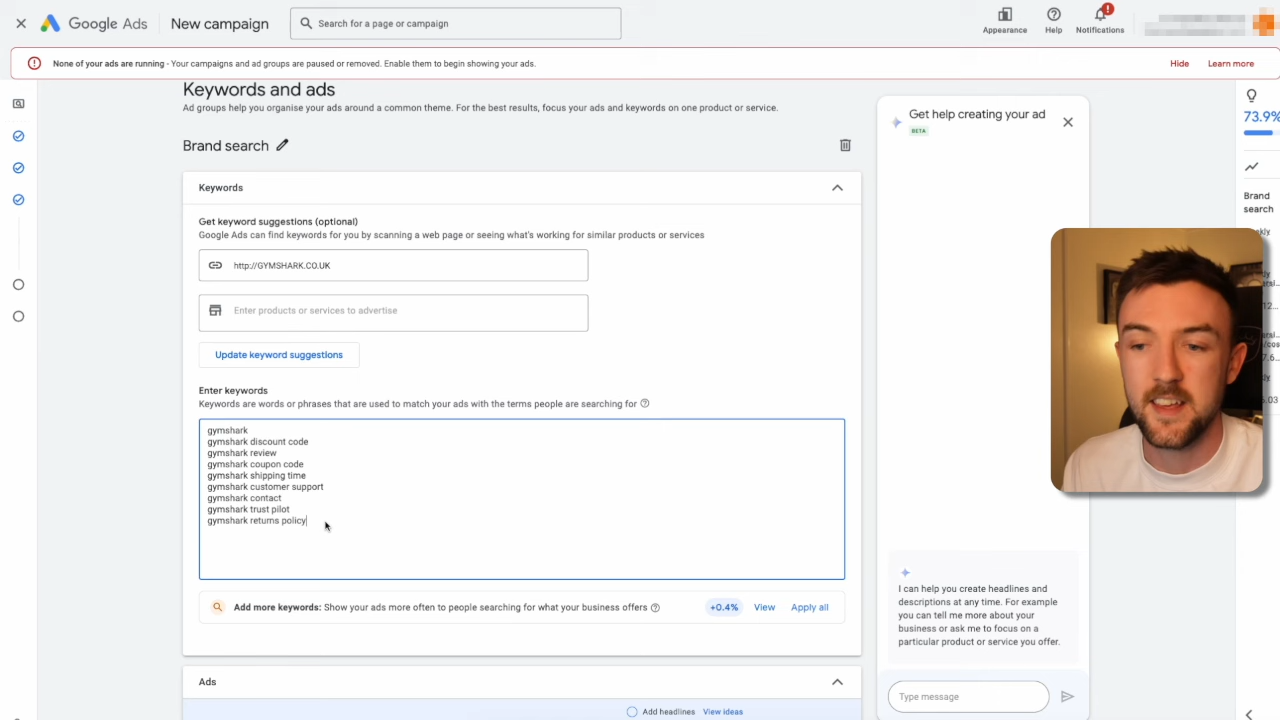 Google Ads
New campaign
Search for a page or campaign
Appearance
Help
Notifications
None of your ads are running - Your campaigns and ad groups are paused or removed. Enable them to begin showing your ads.
Hide
Learn more
Keywords and ads
Ad groups help you organise your ads around a common theme. For the best results, focus your ads and keywords on one product or service.
Brand search
Keywords
Get keyword suggestions (optional)
Google Ads can find keywords for you by scanning a web page or seeing what's working for similar products or services
http://GYMSHARK.CO.UK
Enter products or services to advertise
Update keyword suggestions
Enter keywords
Keywords are words or phrases that are used to match your ads with the terms people are searching for
gymshark
gymshark discount code
gymshark review
gymshark coupon code
gymshark shipping time
gymshark customer support
gymshark contact
gymshark trust pilot
gymshark returns policy
Add more keywords: Show your ads more often to people searching for what your business offers
+0.4%
View
Apply all
Ads
Add headlines
View ideas
Get help creating your ad
BETA
I can help you create headlines and
descriptions at any time. For example
you can tell me more about your
business or ask me to focus on a
particular product or service you offer.
Type message
73.9%
Brand
search